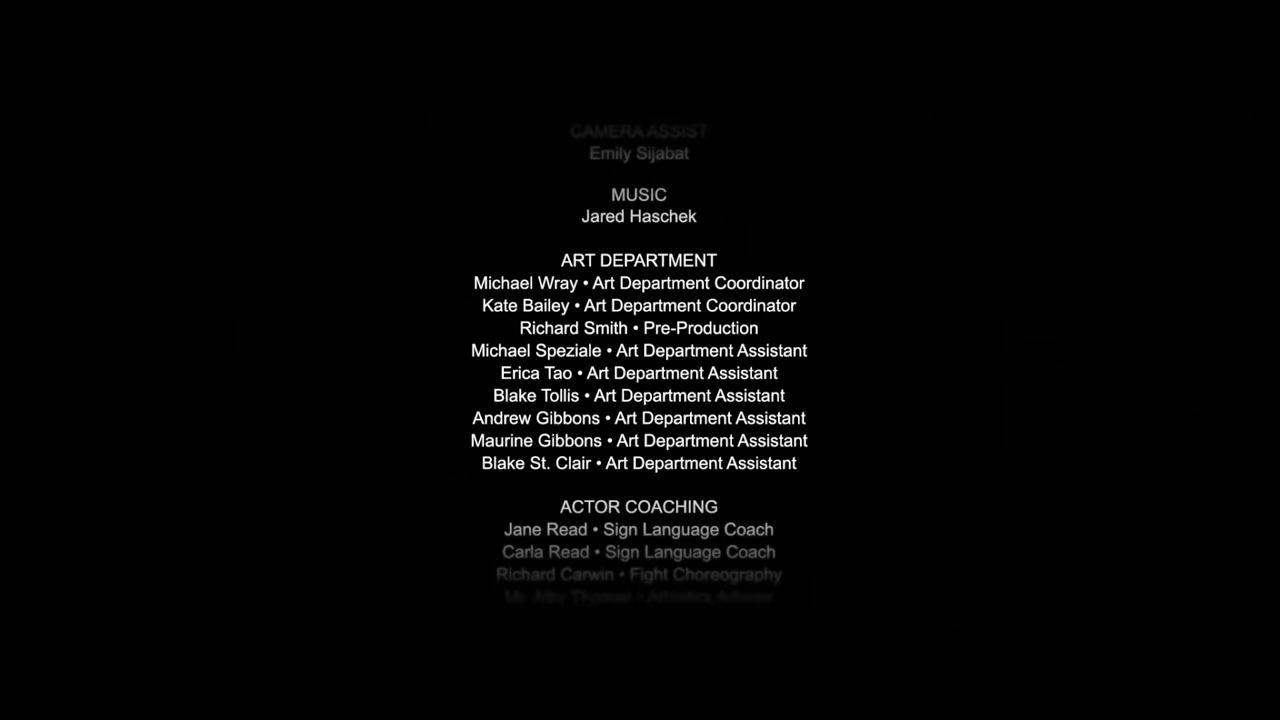 CAMERA ASSIST
Emily Sijabat
MUSIC
Jared Haschek
ART DEPARTMENT
Michael Wray • Art Department Coordinator
Kate Bailey • Art Department Coordinator
Richard Smith • Pre-Production
Michael Speziale • Art Department Assistant
Erica Tao • Art Department Assistant
Blake Tollis • Art Department Assistant
Andrew Gibbons • Art Department Assistant
Maurine Gibbons • Art Department Assistant
Blake St. Clair • Art Department Assistant
ACTOR COACHING
Jane Read • Sign Language Coach
Carla Read • Sign Language Coach
Richard Carwin • Fight Choreography
Mr.